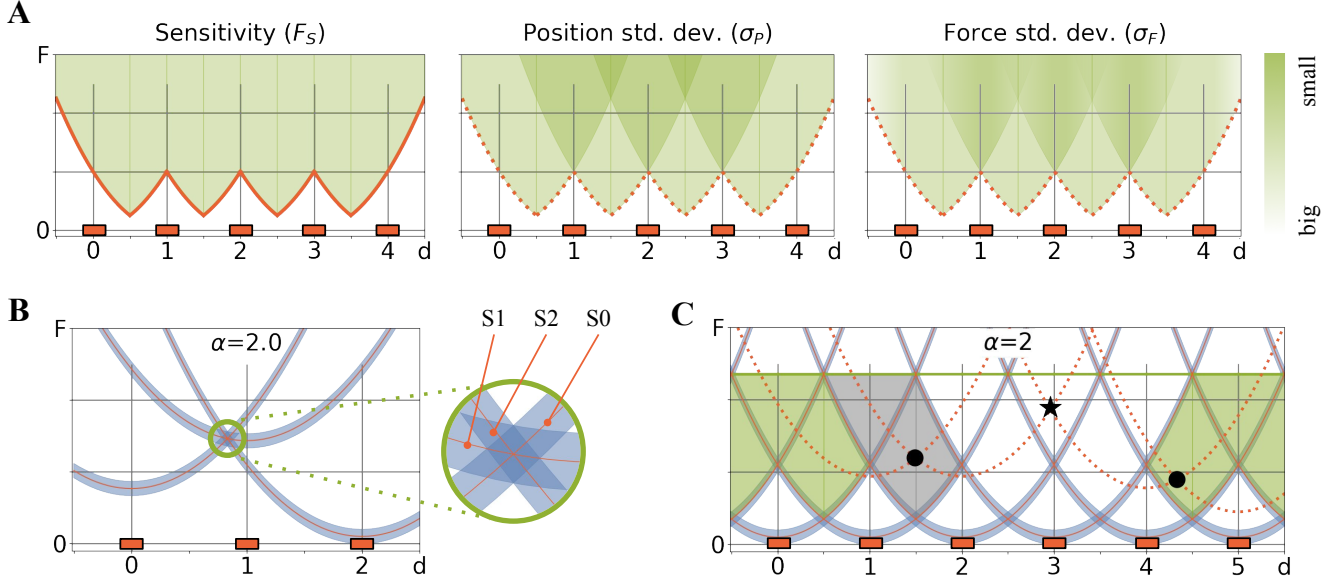 A
Sensitivity (F_S)
F
0
0 1 2 3 4 d
Position std. dev. (σ_P)
0 1 2 3 4 d
Force std. dev. (σ_F)
0 1 2 3 4 d
small
big
B
F
α=2.0
0
0 1 2 d
S1 S2 S0
C
F
α=2
0
0 1 2 3 4 5 d